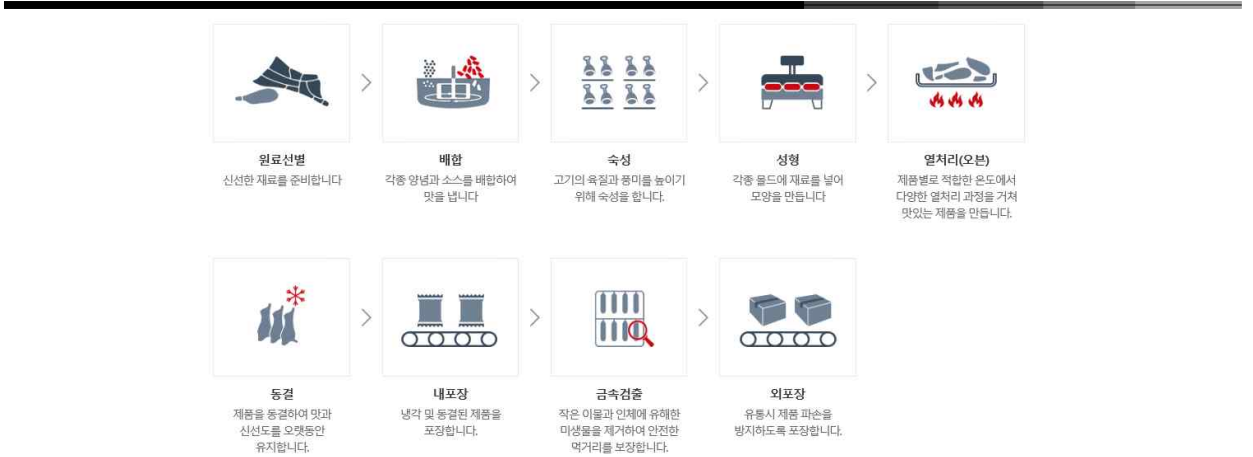 원료선별
신선한 재료를 준비합니다
배합
각종 양념과 소스를 배합하여
맛을 냅니다
숙성
고기의 육질과 풍미를 높이기
위해 숙성을 합니다.
성형
각종 몰드에 재료를 넣어
모양을 만듭니다
열처리(오븐)
제품별로 적합한 온도에서
다양한 열처리 과정을 거쳐
맛있는 제품을 만듭니다.
동결
제품을 동결하여 맛과
신선도를 오랫동안
유지합니다.
내포장
냉각 및 동결된 제품을
포장합니다.
금속검출
작은 이물과 인체에 유해한
미생물을 제거하여 안전한
먹거리를 보장합니다.
외포장
유통시 제품 파손을
방지하도록 포장합니다.